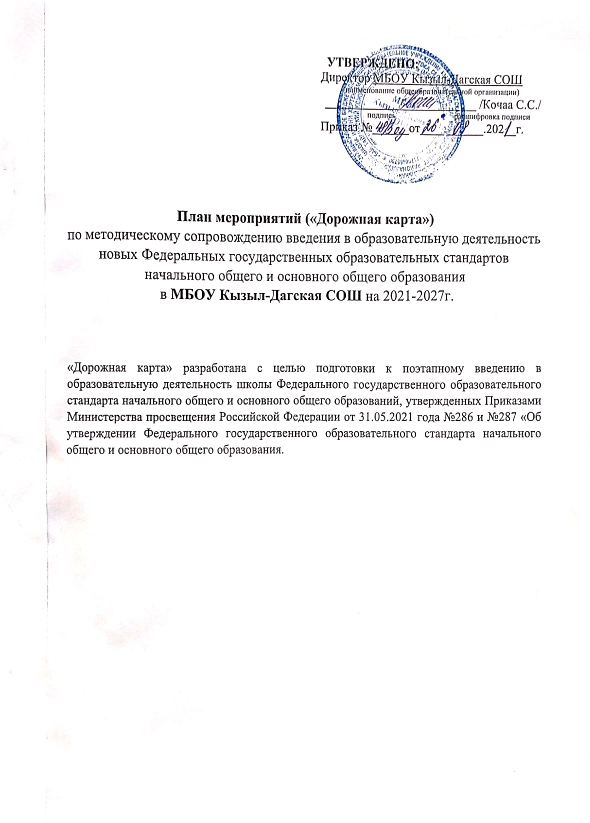 УТВЕРЖДЕНО:
Директор МБОУ Кызыл-Дагская СОШ
(наименование общеобразовательной организации)
/Кочаа С.С./
подпись расшифровка подписи
Приказ № от 26 .2021 г.
План мероприятий («Дорожная карта»)
по методическому сопровождению введения в образовательную деятельность
новых Федеральных государственных образовательных стандартов
начального общего и основного общего образования
в МБОУ Кызыл-Дагская СОШ на 2021-2027г.
«Дорожная карта» разработана с целью подготовки к поэтапному введению в
образовательную деятельность школы Федерального государственного образовательного
стандарта начального общего и основного общего образований, утвержденных Приказами
Министерства просвещения Российской Федерации от 31.05.2021 года №286 и №287 «Об
утверждении Федерального государственного образовательного стандарта начального
общего и основного общего образования.